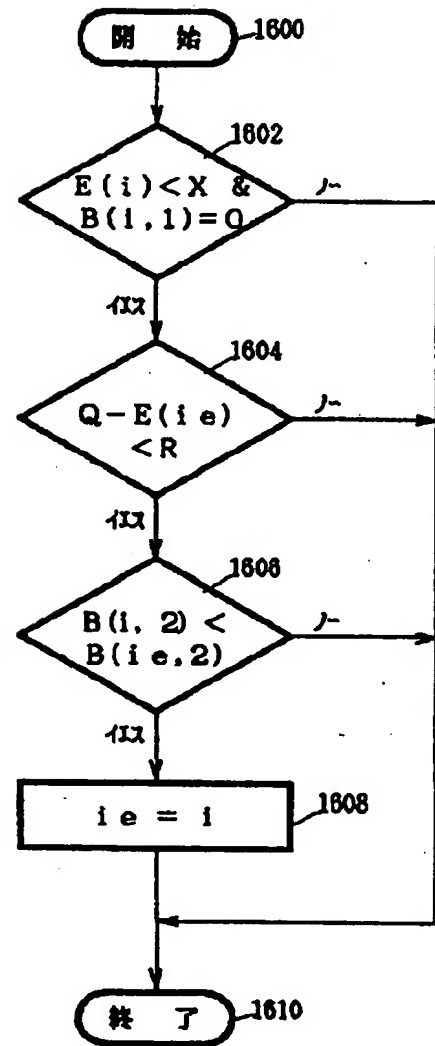 開 始
1600
1602
E(i)<X &
B(i,1)=0
ノー
イエス
1604
Q-E(ie)
<R
ノー
イエス
1606
B(i,2)<
B(ie,2)
ノー
イエス
ie = i
1608
終 了
1610